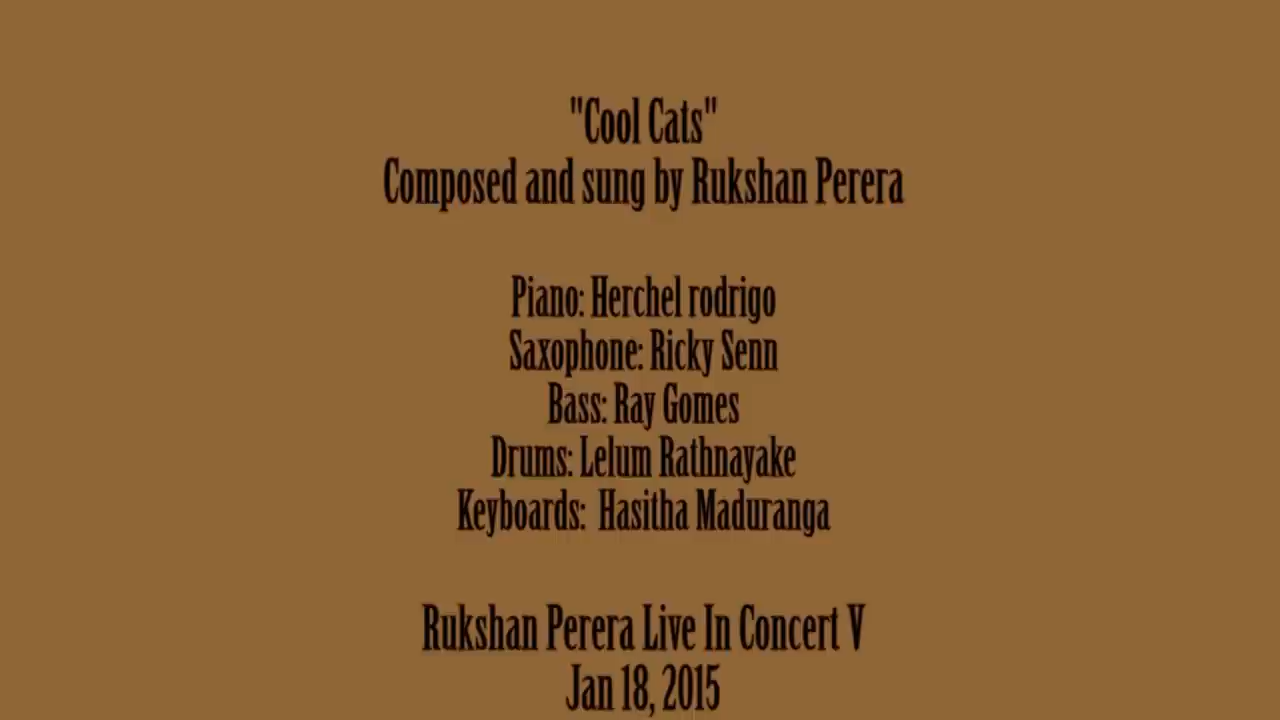 "Cool Cats"
Composed and sung by Rukshan Perera
Piano: Herchel rodrigo
Saxophone: Ricky Senn
Bass: Ray Gomes
Drums: Lelum Rathnayake
Keyboards:  Hasitha Maduranga
Rukshan Perera Live In Concert V
Jan 18, 2015